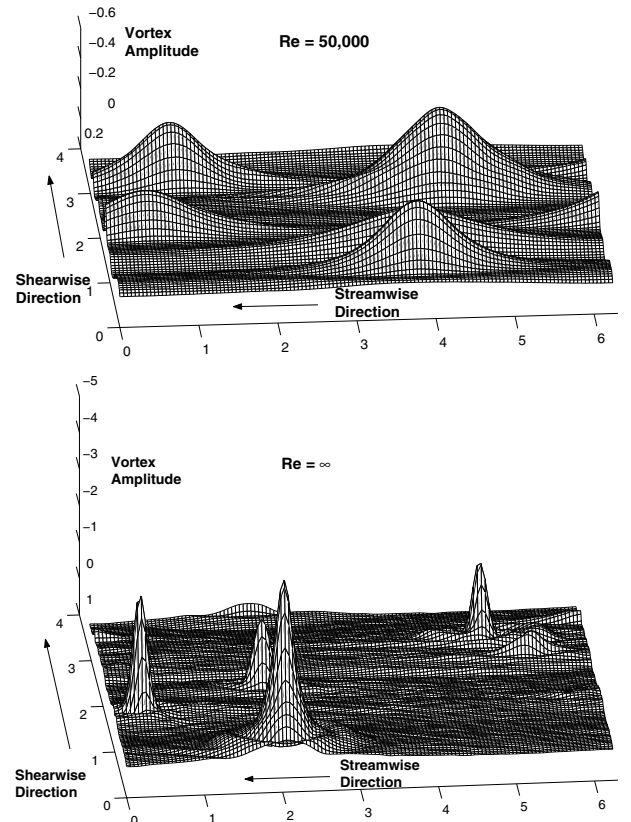 −0.6
−0.4
−0.2
0
0.2
Vortex
Amplitude
Re = 50,000
4
3
2
1
0
Shearwise
Direction
Streamwise
Direction
0
1
2
3
4
5
6
−5
−4
−3
−2
−1
0
1
Vortex
Amplitude
Re = ∞
4
3
2
1
0
Shearwise
Direction
Streamwise
Direction
0
1
2
3
4
5
6